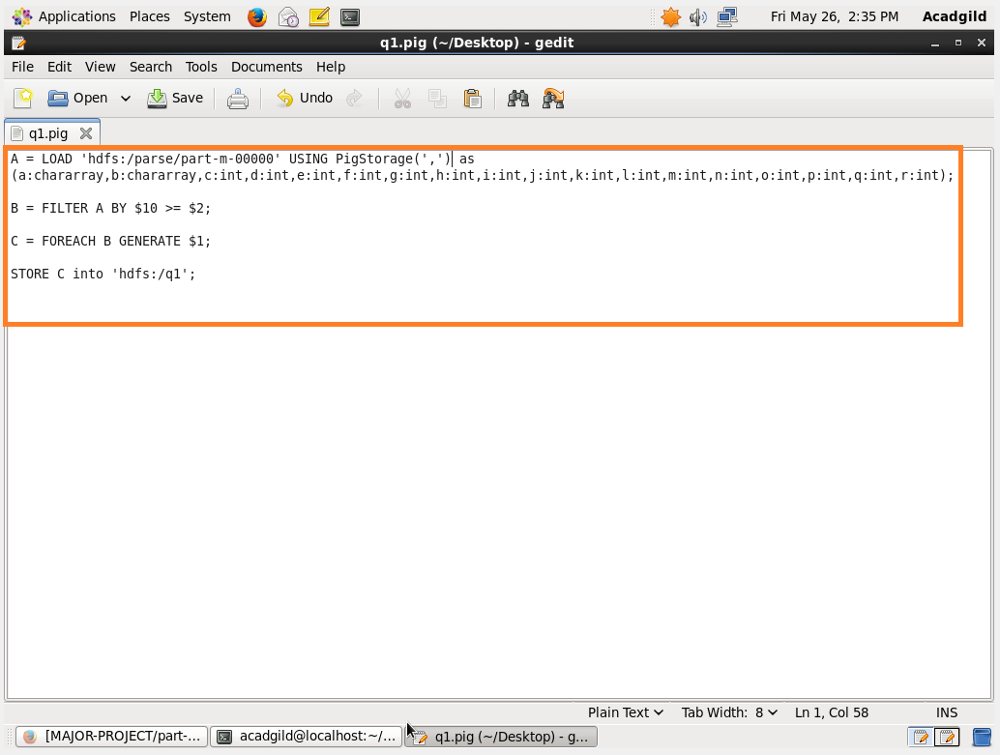 Applications Places System Fri May 26, 2:35 PM Acadgild
q1.pig (~/Desktop) - gedit
File Edit View Search Tools Documents Help
Open Save Undo
q1.pig
A = LOAD 'hdfs:/parse/part-m-00000' USING PigStorage(',') as
(a:chararray,b:chararray,c:int,d:int,e:int,f:int,g:int,h:int,i:int,j:int,k:int,l:int,m:int,n:int,o:int,p:int,q:int,r:int);
B = FILTER A BY $10 >= $2;
C = FOREACH B GENERATE $1;
STORE C into 'hdfs:/q1';
Plain Text Tab Width: 8 Ln 1, Col 58 INS
[MAJOR-PROJECT/part-... acadgild@localhost:~/... q1.pig (~/Desktop) - g...